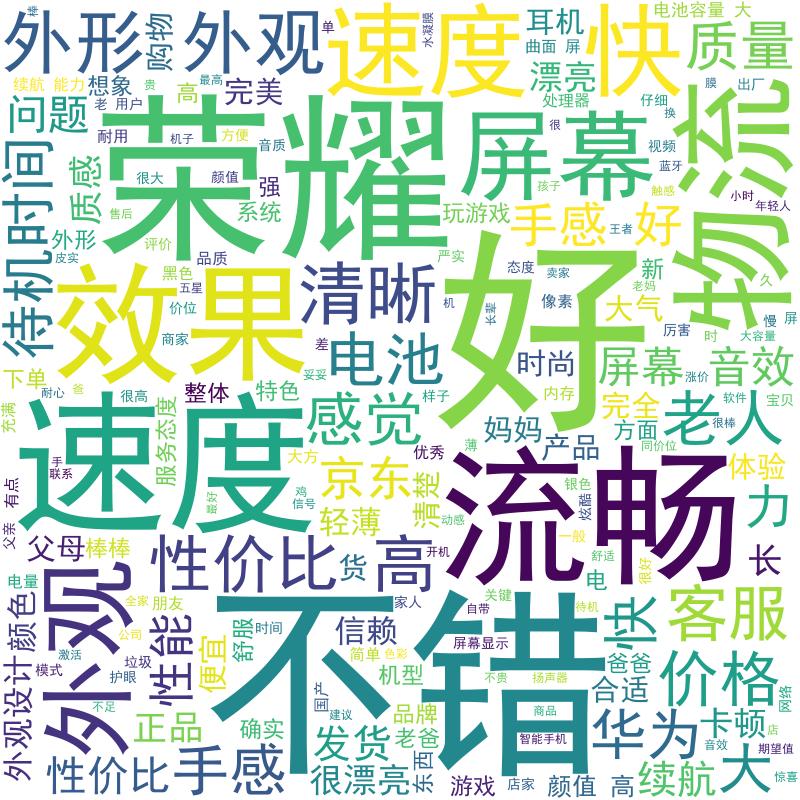 外形
购物
外观
速度
快
单
水凝膜
耳机
曲面 屏
电池容量 大
质量
棒
续航 能力
想象
贵
高
最高
完美
漂亮
处理器
仔细
膜
出厂
换
问题
老 用户
耐用
机子
方便
荣耀
音质
屏幕
很
视频
蓝牙
物流
待机时间
质感
很大
颜值
强
系统
售后
玩游戏
孩子
触感
小时
年轻人
手感 好
王者
外形
皮实
评价
品质
严实
态度
卖家
新
黑色
五星
清晰
好
老妈
效果
价位
商家
差
机
长辈
像素
大气
厉害
时
久
慢
屏
大容量
电池
时尚
屏幕
音效
下单
耐心
爸
很高
整体
特色
妥妥
样子
内存
涨价
软件
宝贝
充满
速度
服务态度
感觉
妈妈
完全
方面
老人
很棒
同价位
手
联系
大方
优秀
薄
产品
有点
父亲
最好
鸡
信号
京东
清楚
动感
流畅
银色
炫酷
体验
轻薄
一般
力
父母
棒棒
性价比 高
货
开机
舒适
很好
电
长
电量
外观
全家
朋友
家人
自带
关键
待机
快
客服
颜色
公司
性能
便宜
舒服
时间
不错
信赖
屏幕显示
激活
垃圾
模式
护眼
简单
色彩
机型
不贵
扬声器
爸爸
合适
价格
网络
外观设计
不足
正品
确实
国产
建议
品牌
商品
华为
卡顿
店
音效
发货
老爸
智能手机
期望值
性价比
手感
很漂亮
东西
游戏
店家
颜值 高
续航
大
惊喜